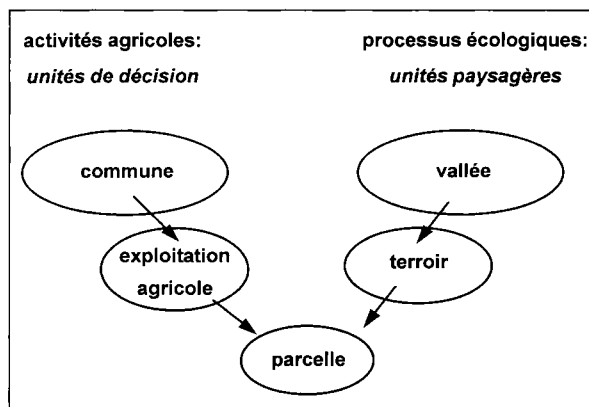 activités agricoles:
unités de décision
processus écologiques:
unités paysagères
commune
vallée
exploitation
agricole
terroir
parcelle